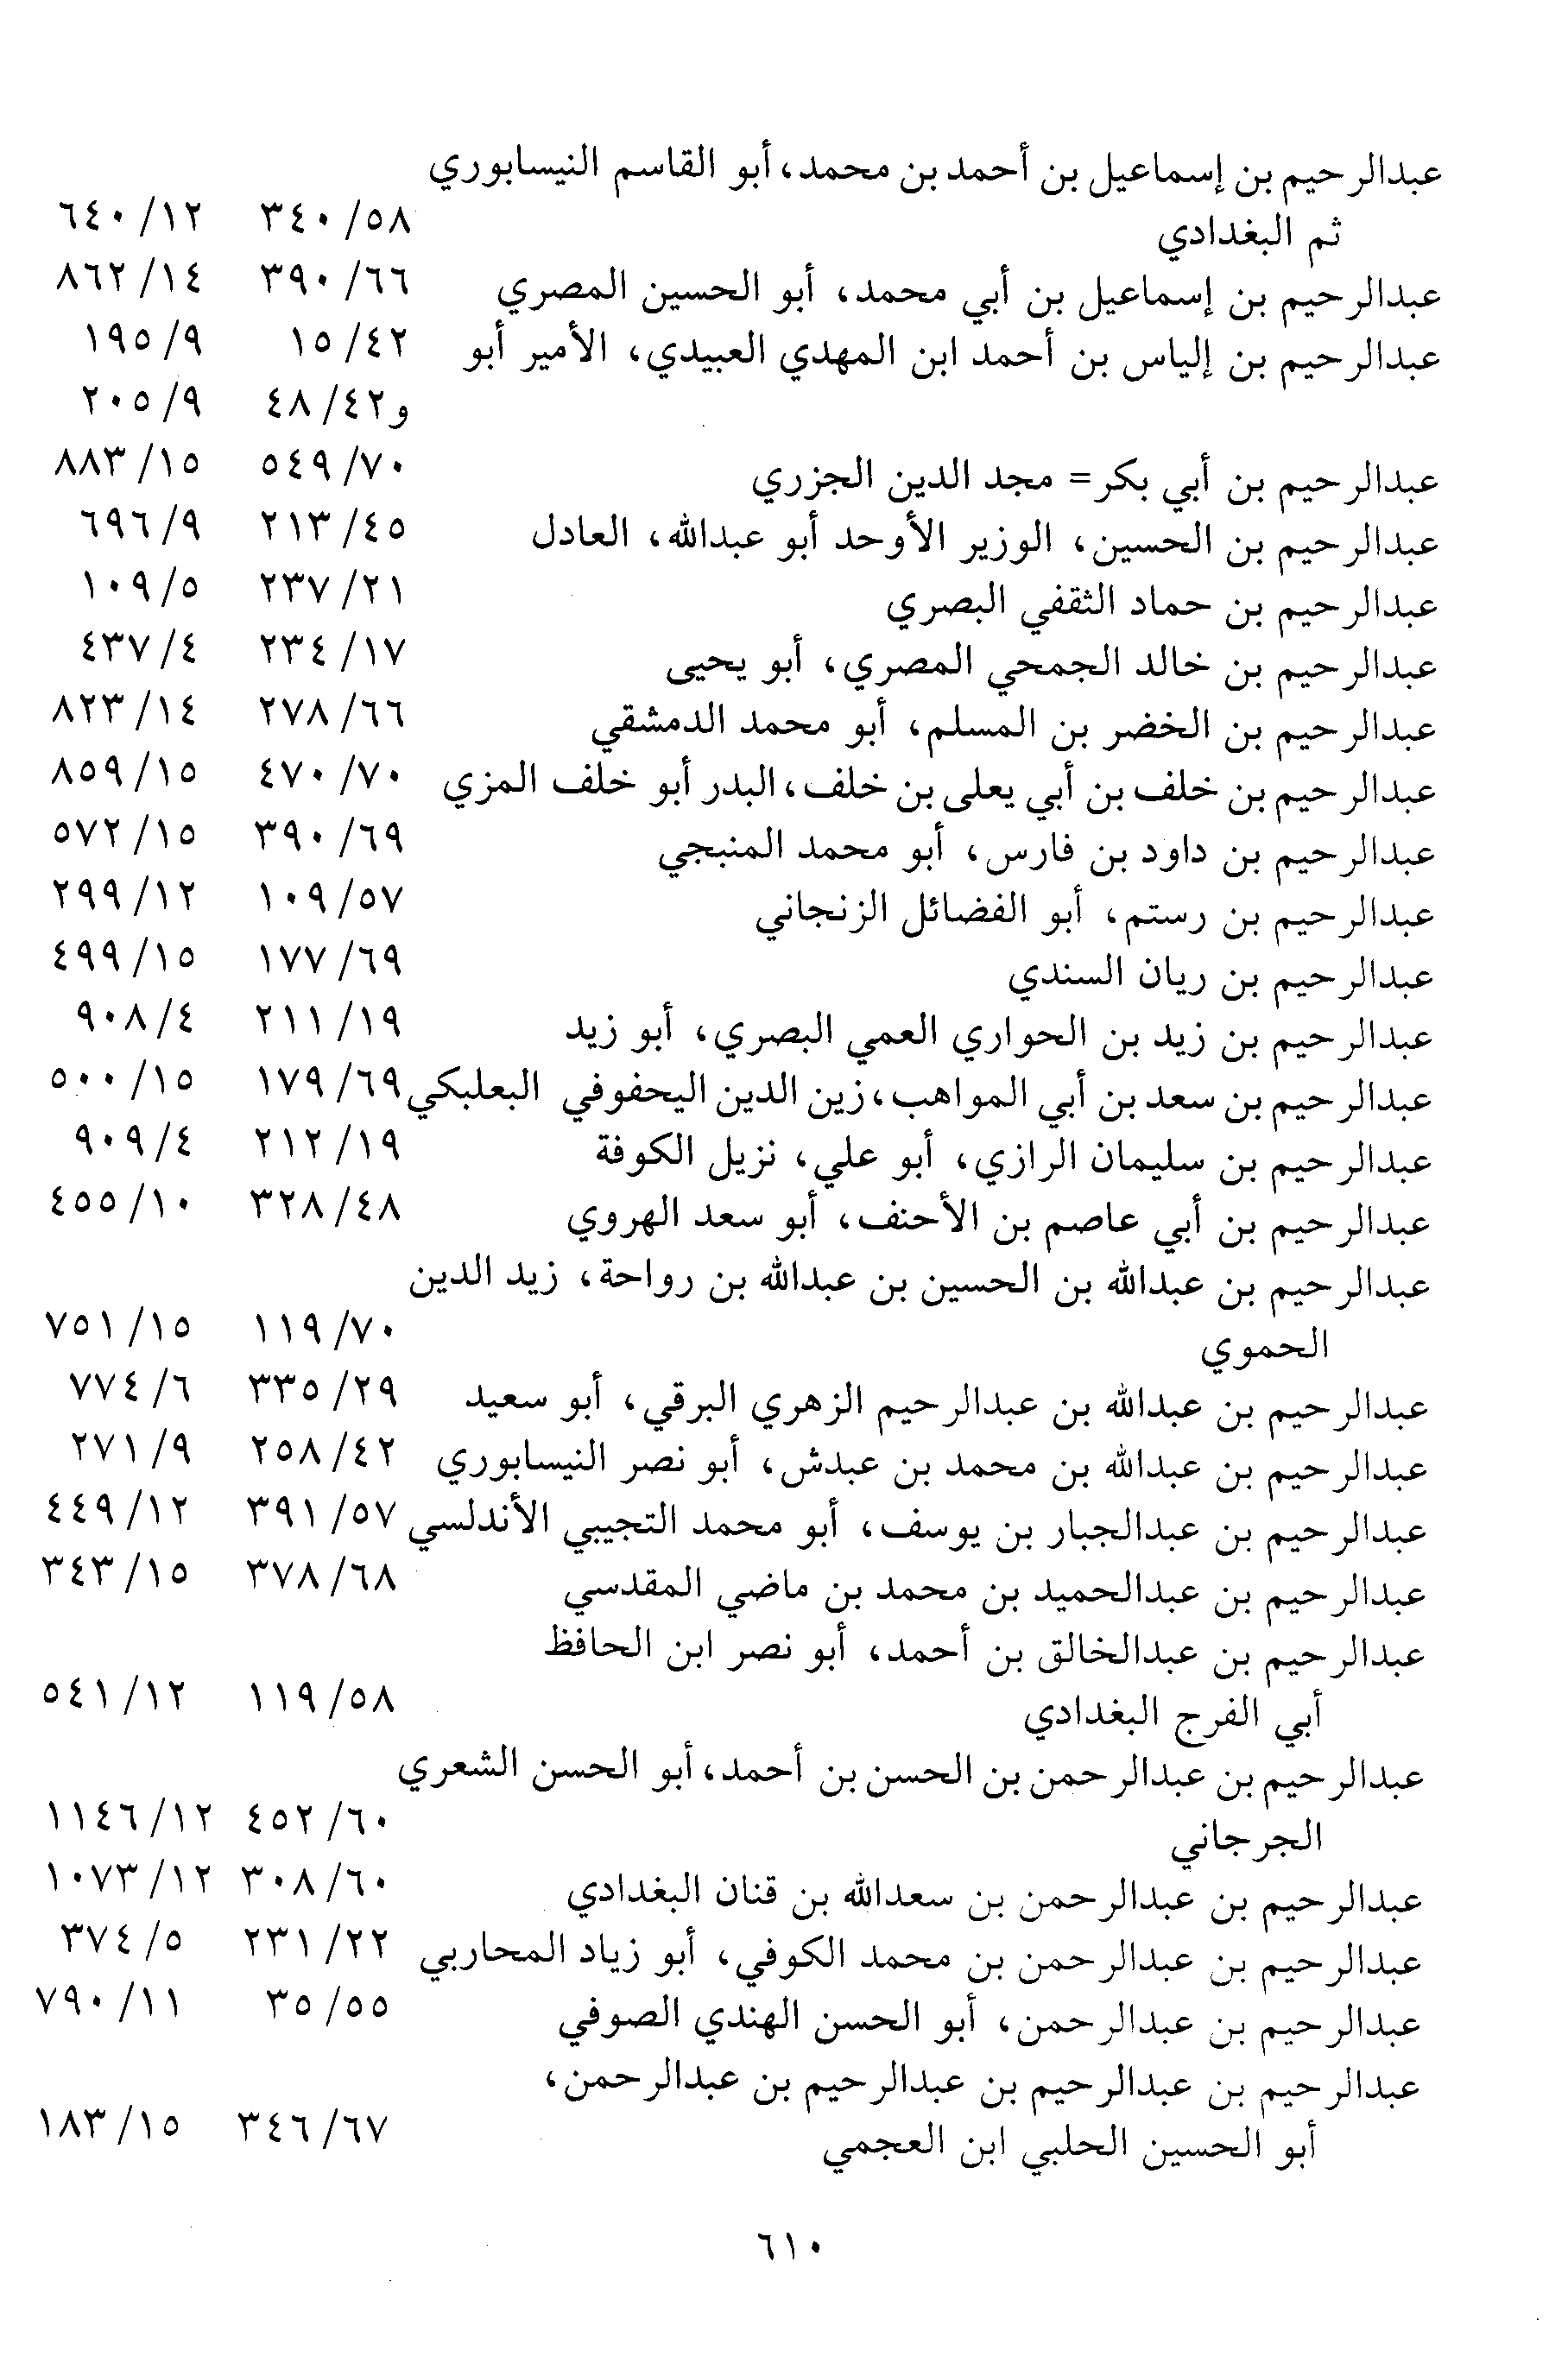 عبدالرحيم بن إسماعيل بن أحمد بن محمد، أبو القاسم النيسابوري
ثم البغدادي ٥٨/ ٣٤٠ ١٢/ ٦٤٠
عبدالرحيم بن إسماعيل بن أبي محمد، أبو الحسين المصري ٦٦/ ٣٩٠ ١٤/ ٨٦٢
عبدالرحيم بن إلياس بن أحمد ابن المهدي العبيدي، الأمير أبو ٤٢/ ١٥ ٩/ ١٩٥
و٤٢/ ٤٨ ٩/ ٢٠٥
عبدالرحيم بن أبي بكر= مجد الدين الجزري ٧٠/ ٥٤٩ ١٥/ ٨٨٣
عبدالرحيم بن الحسين، الوزير الأوحد أبو عبدالله، العادل ٤٥/ ٢١٣ ٩/ ٦٩٦
عبدالرحيم بن حماد الثقفي البصري ٢١/ ٢٣٧ ٥/ ١٠٩
عبدالرحيم بن خالد الجمحي المصري، أبو يحيى ١٧/ ٢٣٤ ٤/ ٤٣٧
عبدالرحيم بن الخضر بن المسلم، أبو محمد الدمشقي ٦٦/ ٢٧٨ ١٤/ ٨٢٣
عبدالرحيم بن خلف بن أبي يعلى بن خلف، البدر أبو خلف المزي ٧٠/ ٤٧٠ ١٥/ ٨٥٩
عبدالرحيم بن داود بن فارس، أبو محمد المنبجي ٦٩/ ٣٩٠ ١٥/ ٥٧٢
عبدالرحيم بن رستم، أبو الفضائل الزنجاني ٥٧/ ١٠٩ ١٢/ ٢٩٩
عبدالرحيم بن ريان السندي ٦٩/ ١٧٧ ١٥/ ٤٩٩
عبدالرحيم بن زيد بن الحواري العمي البصري، أبو زيد ١٩/ ٢١١ ٤/ ٩٠٨
عبدالرحيم بن سعد بن أبي المواهب، زين الدين اليحفوفي البعلبكي ٦٩/ ١٧٩ ١٥/ ٥٠٠
عبدالرحيم بن سليمان الرازي، أبو علي، نزيل الكوفة ١٩/ ٢١٢ ٤/ ٩٠٩
عبدالرحيم بن أبي عاصم بن الأحنف، أبو سعد الهروي ٤٨/ ٣٢٨ ١٠/ ٤٥٥
عبدالرحيم بن عبدالله بن الحسين بن عبدالله بن رواحة، زيد الدين
الحموي ٧٠/ ١١٩ ١٥/ ٧٥١
عبدالرحيم بن عبدالله بن عبدالرحيم الزهري البرقي، أبو سعيد ٢٩/ ٣٣٥ ٦/ ٧٧٤
عبدالرحيم بن عبدالله بن محمد بن عبدش، أبو نصر النيسابوري ٤٢/ ٢٥٨ ٩/ ٢٧١
عبدالرحيم بن عبدالجبار بن يوسف، أبو محمد التجيبي الأندلسي ٥٧/ ٣٩١ ١٢/ ٤٤٩
عبدالرحيم بن عبدالحميد بن محمد بن ماضي المقدسي ٦٨/ ٣٧٨ ١٥/ ٣٤٣
عبدالرحيم بن عبدالخالق بن أحمد، أبو نصر ابن الحافظ
أبي الفرج البغدادي ٥٨/ ١١٩ ١٢/ ٥٤١
عبدالرحيم بن عبدالرحمن بن الحسن بن أحمد، أبو الحسن الشعري
الجرجاني ٦٠/ ٤٥٢ ١٢/ ١١٤٦
عبدالرحيم بن عبدالرحمن بن سعدالله بن قنان البغدادي ٦٠/ ٣٠٨ ١٢/ ١٠٧٣
عبدالرحيم بن عبدالرحمن بن محمد الكوفي، أبو زياد المحاربي ٢٢/ ٢٣١ ٥/ ٣٧٤
عبدالرحيم بن عبدالرحمن، أبو الحسن الهندي الصوفي ٥٥/ ٣٥ ١١/ ٧٩٠
عبدالرحيم بن عبدالرحيم بن عبدالرحيم بن عبدالرحمن،
أبو الحسين الحلبي ابن العجمي ٦٧/ ٣٤٦ ١٥/ ١٨٣
٦١٠